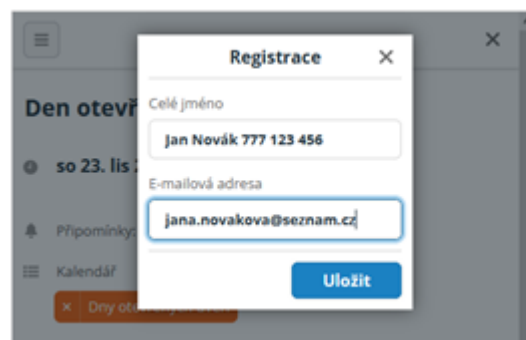 Registrace
Den otevř
so 23. lis
Připomínky:
Kalendář
× Dny
Celé jméno
Jan Novák 777 123 456
E-mailová adresa
jana.novakova@seznam.cz
Uložit